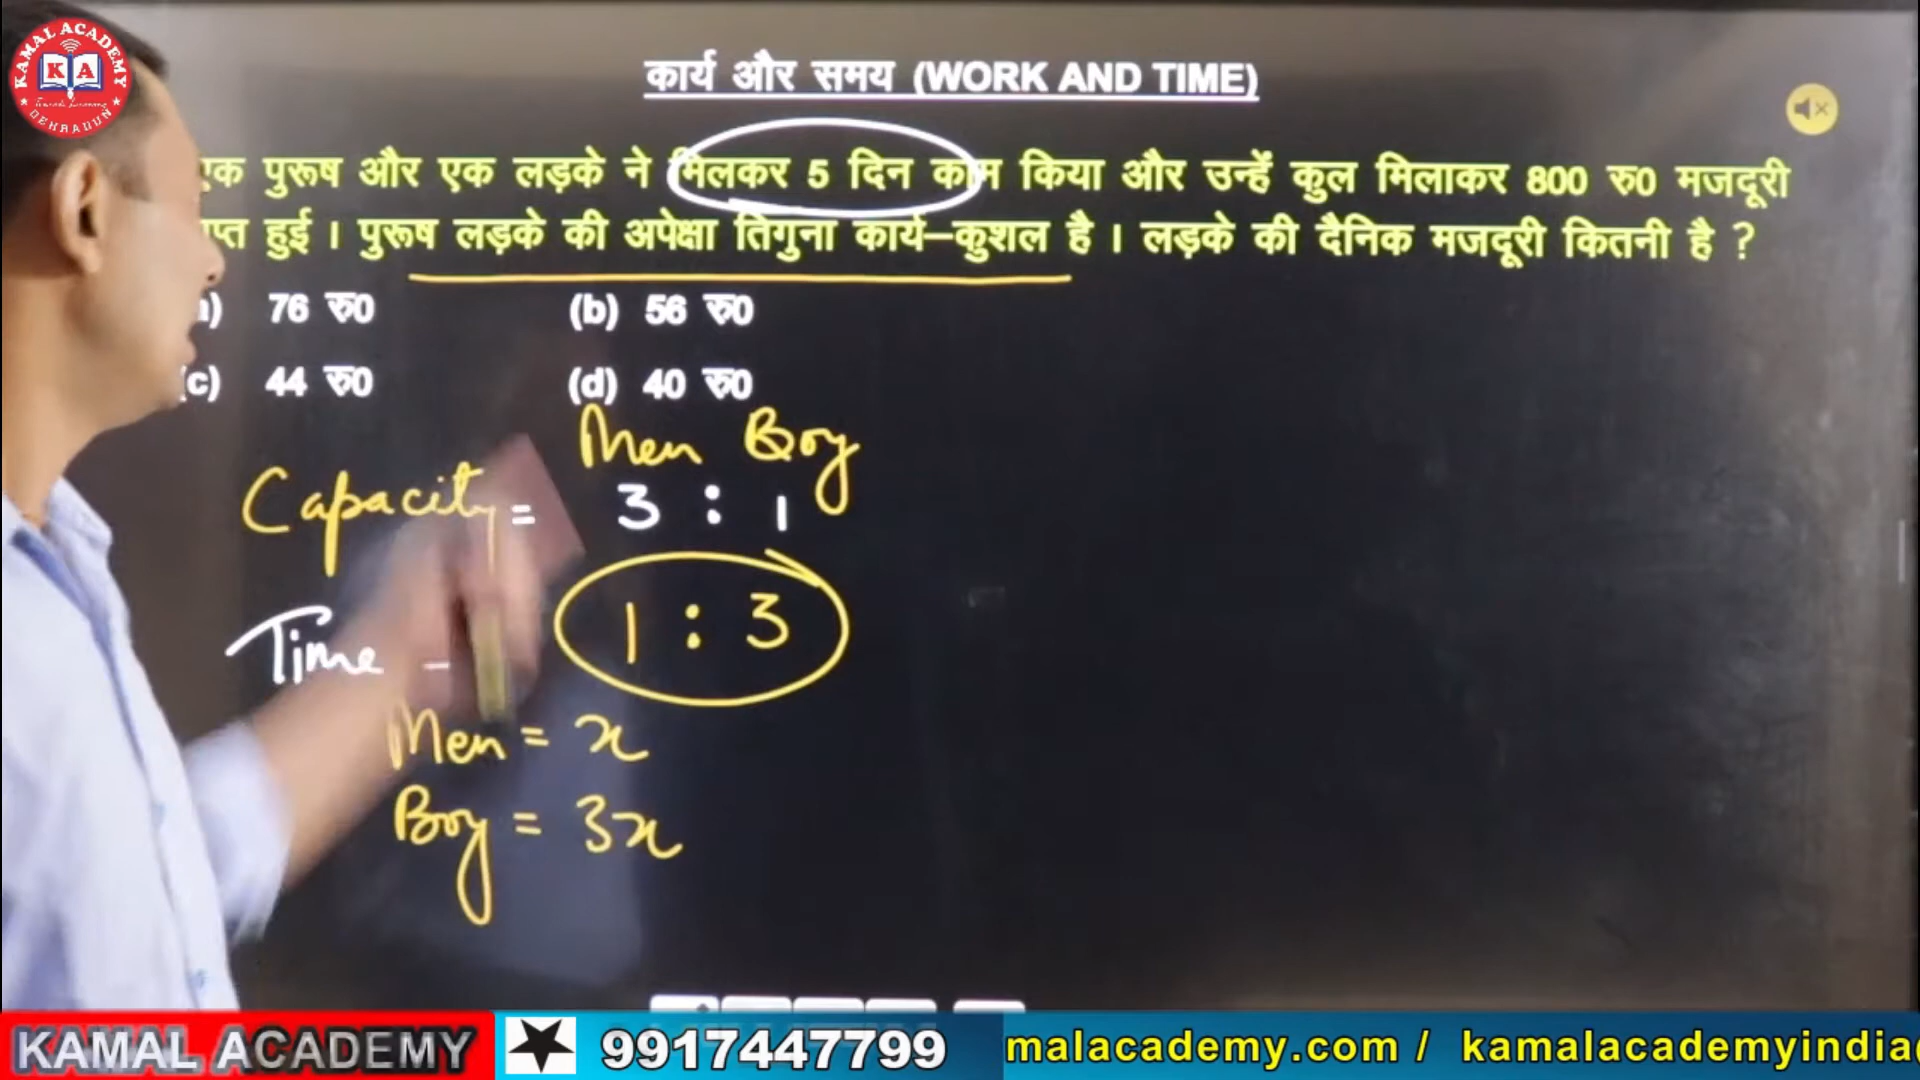 KAMAL ACADEMY
KA
DEHRADUN
कार्य और समय (WORK AND TIME)
एक पुरूष और एक लड़के ने मिलकर 5 दिन काम किया और उन्हें कुल मिलाकर 800 रु0 मजदूरी
प्त हुई । पुरूष लड़के की अपेक्षा तिगुना कार्य–कुशल है । लड़के की दैनिक मजदूरी कितनी है ?
) 76 रु0 (b) 56 रु0
(c) 44 रु0 (d) 40 रु0
Men Boy
Capacity = 3 : 1
Time - 1 : 3
Men = x
Boy = 3x
KAMAL ACADEMY 9917447799 malacademy.com / kamalacademyindia